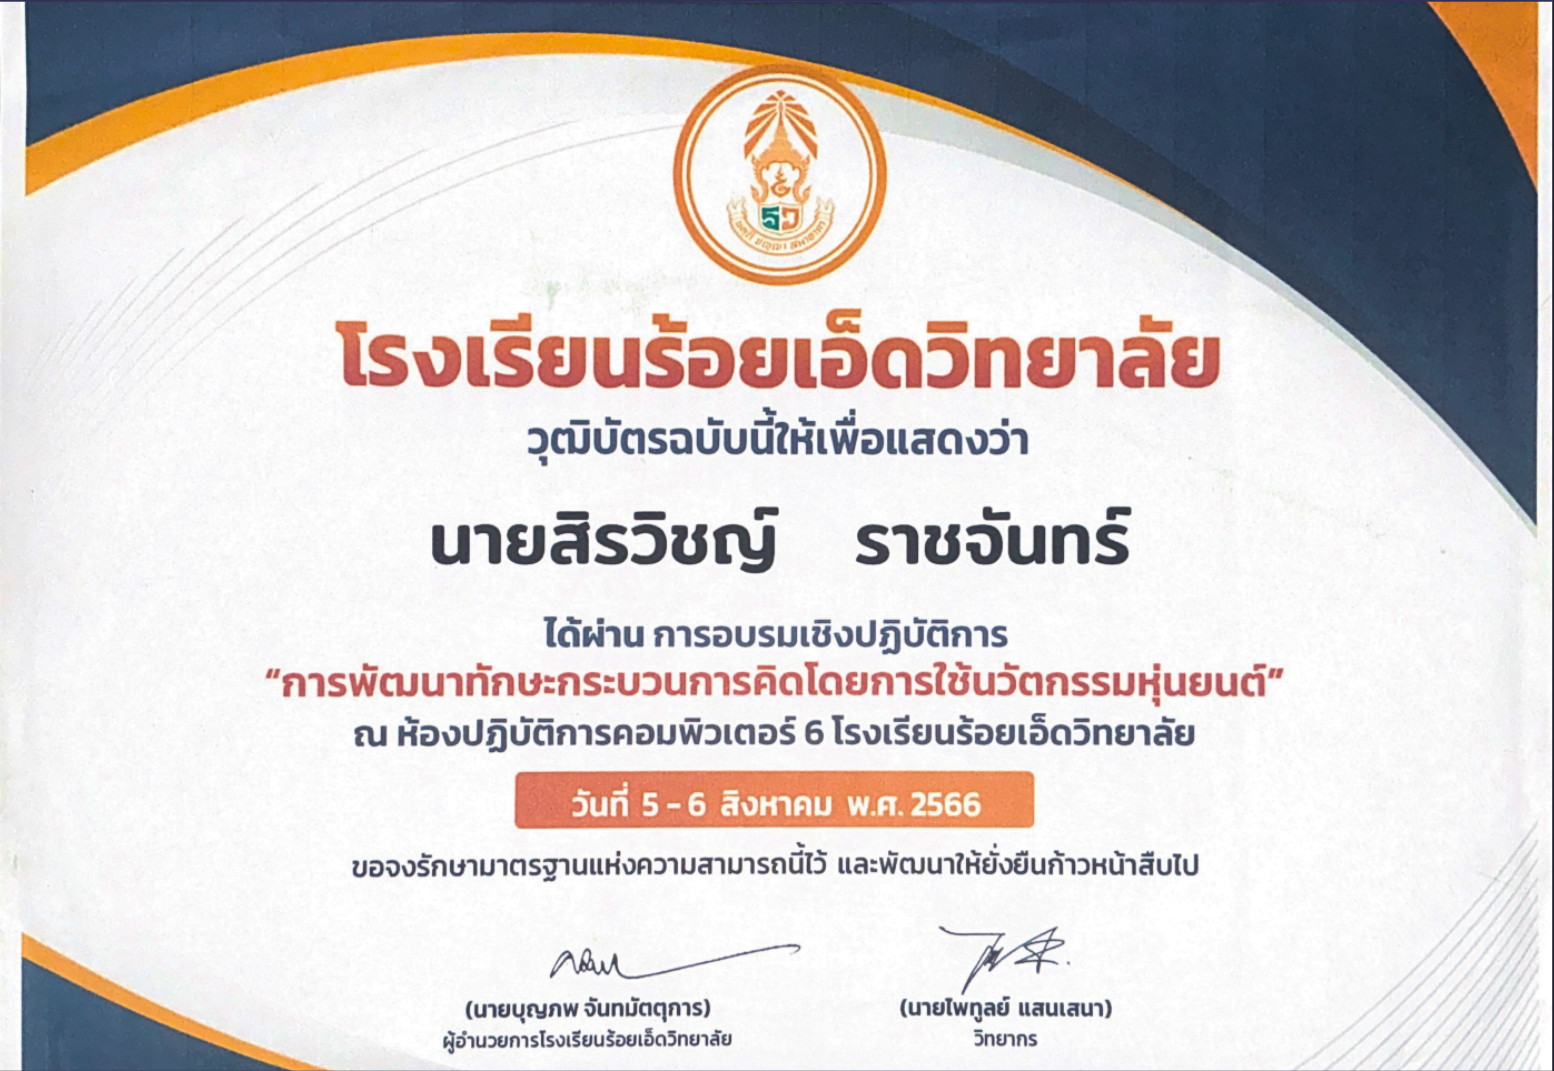 โรงเรียนร้อยเอ็ดวิทยาลัย
วุฒิบัตรฉบับนี้ให้เพื่อแสดงว่า
นายสิรวิชญ์ ราชจันทร์
ได้ผ่าน การอบรมเชิงปฏิบัติการ
“การพัฒนาทักษะกระบวนการคิดโดยการใช้นวัตกรรมหุ่นยนต์”
ณ ห้องปฏิบัติการคอมพิวเตอร์ 6 โรงเรียนร้อยเอ็ดวิทยาลัย
วันที่ 5 - 6 สิงหาคม พ.ศ. 2566
ขอจงรักษามาตรฐานแห่งความสามารถนี้ไว้ และพัฒนาให้ยั่งยืนก้าวหน้าสืบไป
(นายบุญภพ จันทมัตตุการ) (นายไพทูลย์ แสนเสนา)
ผู้อำนวยการโรงเรียนร้อยเอ็ดวิทยาลัย วิทยากร